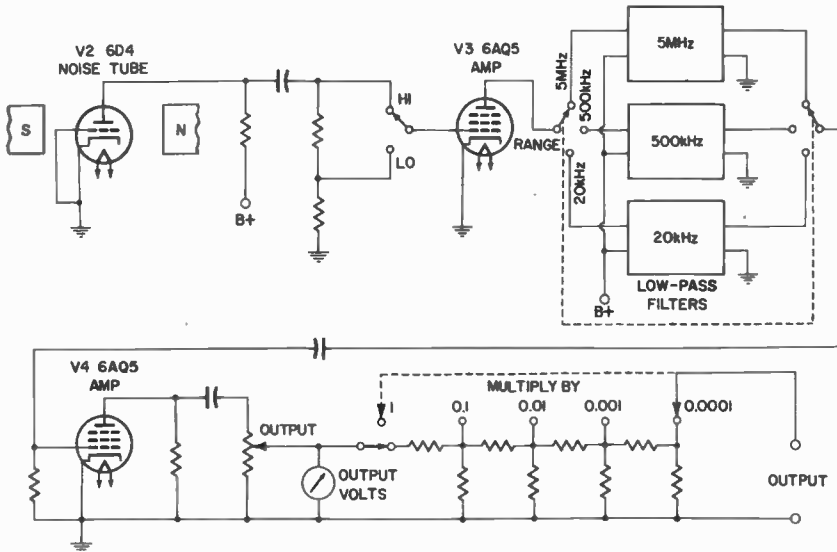 V2 6D4
NOISE TUBE
S
N
B+
HI
LO
V3 6AQ5
AMP
RANGE
5MHz
500kHz
20kHz
5MHz
500kHz
20kHz
LOW-PASS
FILTERS
B+
V4 6AQ5
AMP
OUTPUT
OUTPUT
VOLTS
MULTIPLY BY
1
0.1
0.01
0.001
0.0001
OUTPUT